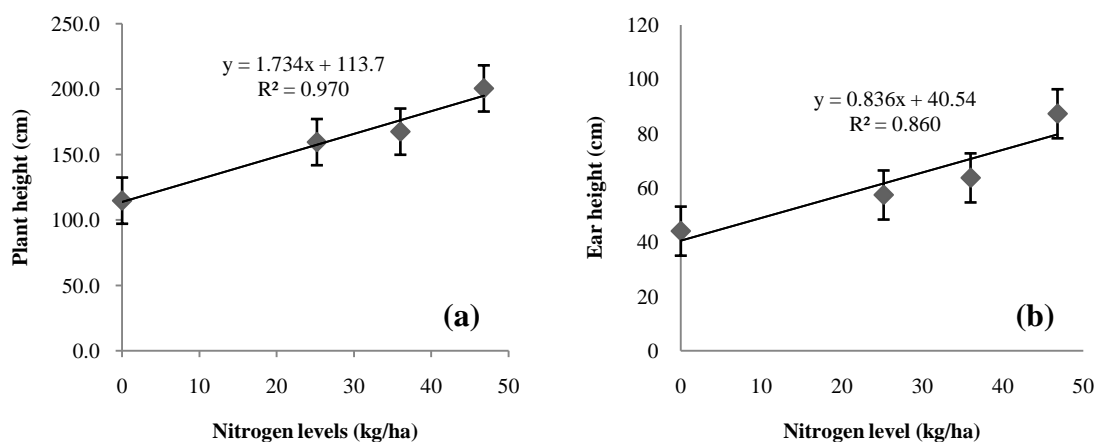 250.0
200.0
150.0
100.0
50.0
0.0
Plant height (cm)
y = 1.734x + 113.7
R² = 0.970
(a)
0 10 20 30 40 50
Nitrogen levels (kg/ha)
120
100
80
60
40
20
0
Ear height (cm)
y = 0.836x + 40.54
R² = 0.860
(b)
0 10 20 30 40 50
Nitrogen level (kg/ha)